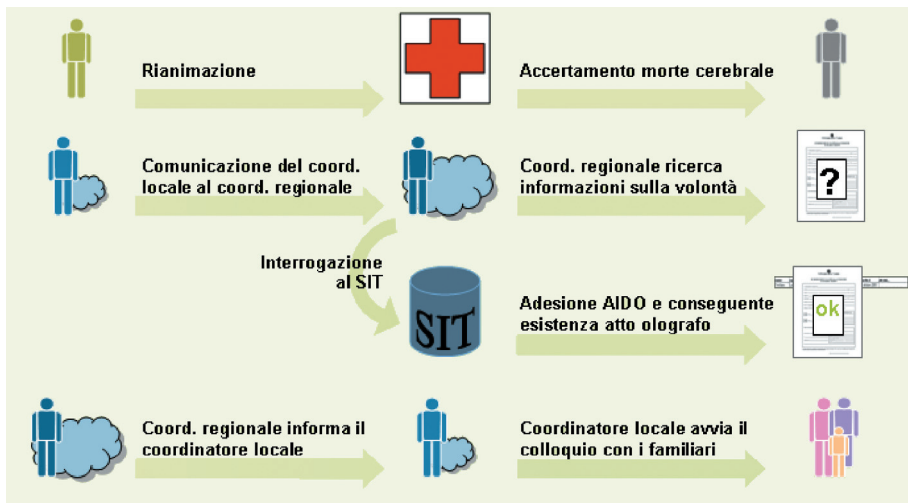 Rianimazione
Accertamento morte cerebrale
Comunicazione del coord.
locale al coord. regionale
Coord. regionale ricerca
informazioni sulla volontà
?
Interrogazione
al SIT
SIT
Adesione AIDO e conseguente
esistenza atto olografo
ok
Coord. regionale informa il
coordinatore locale
Coordinatore locale avvia il
colloquio con i familiari